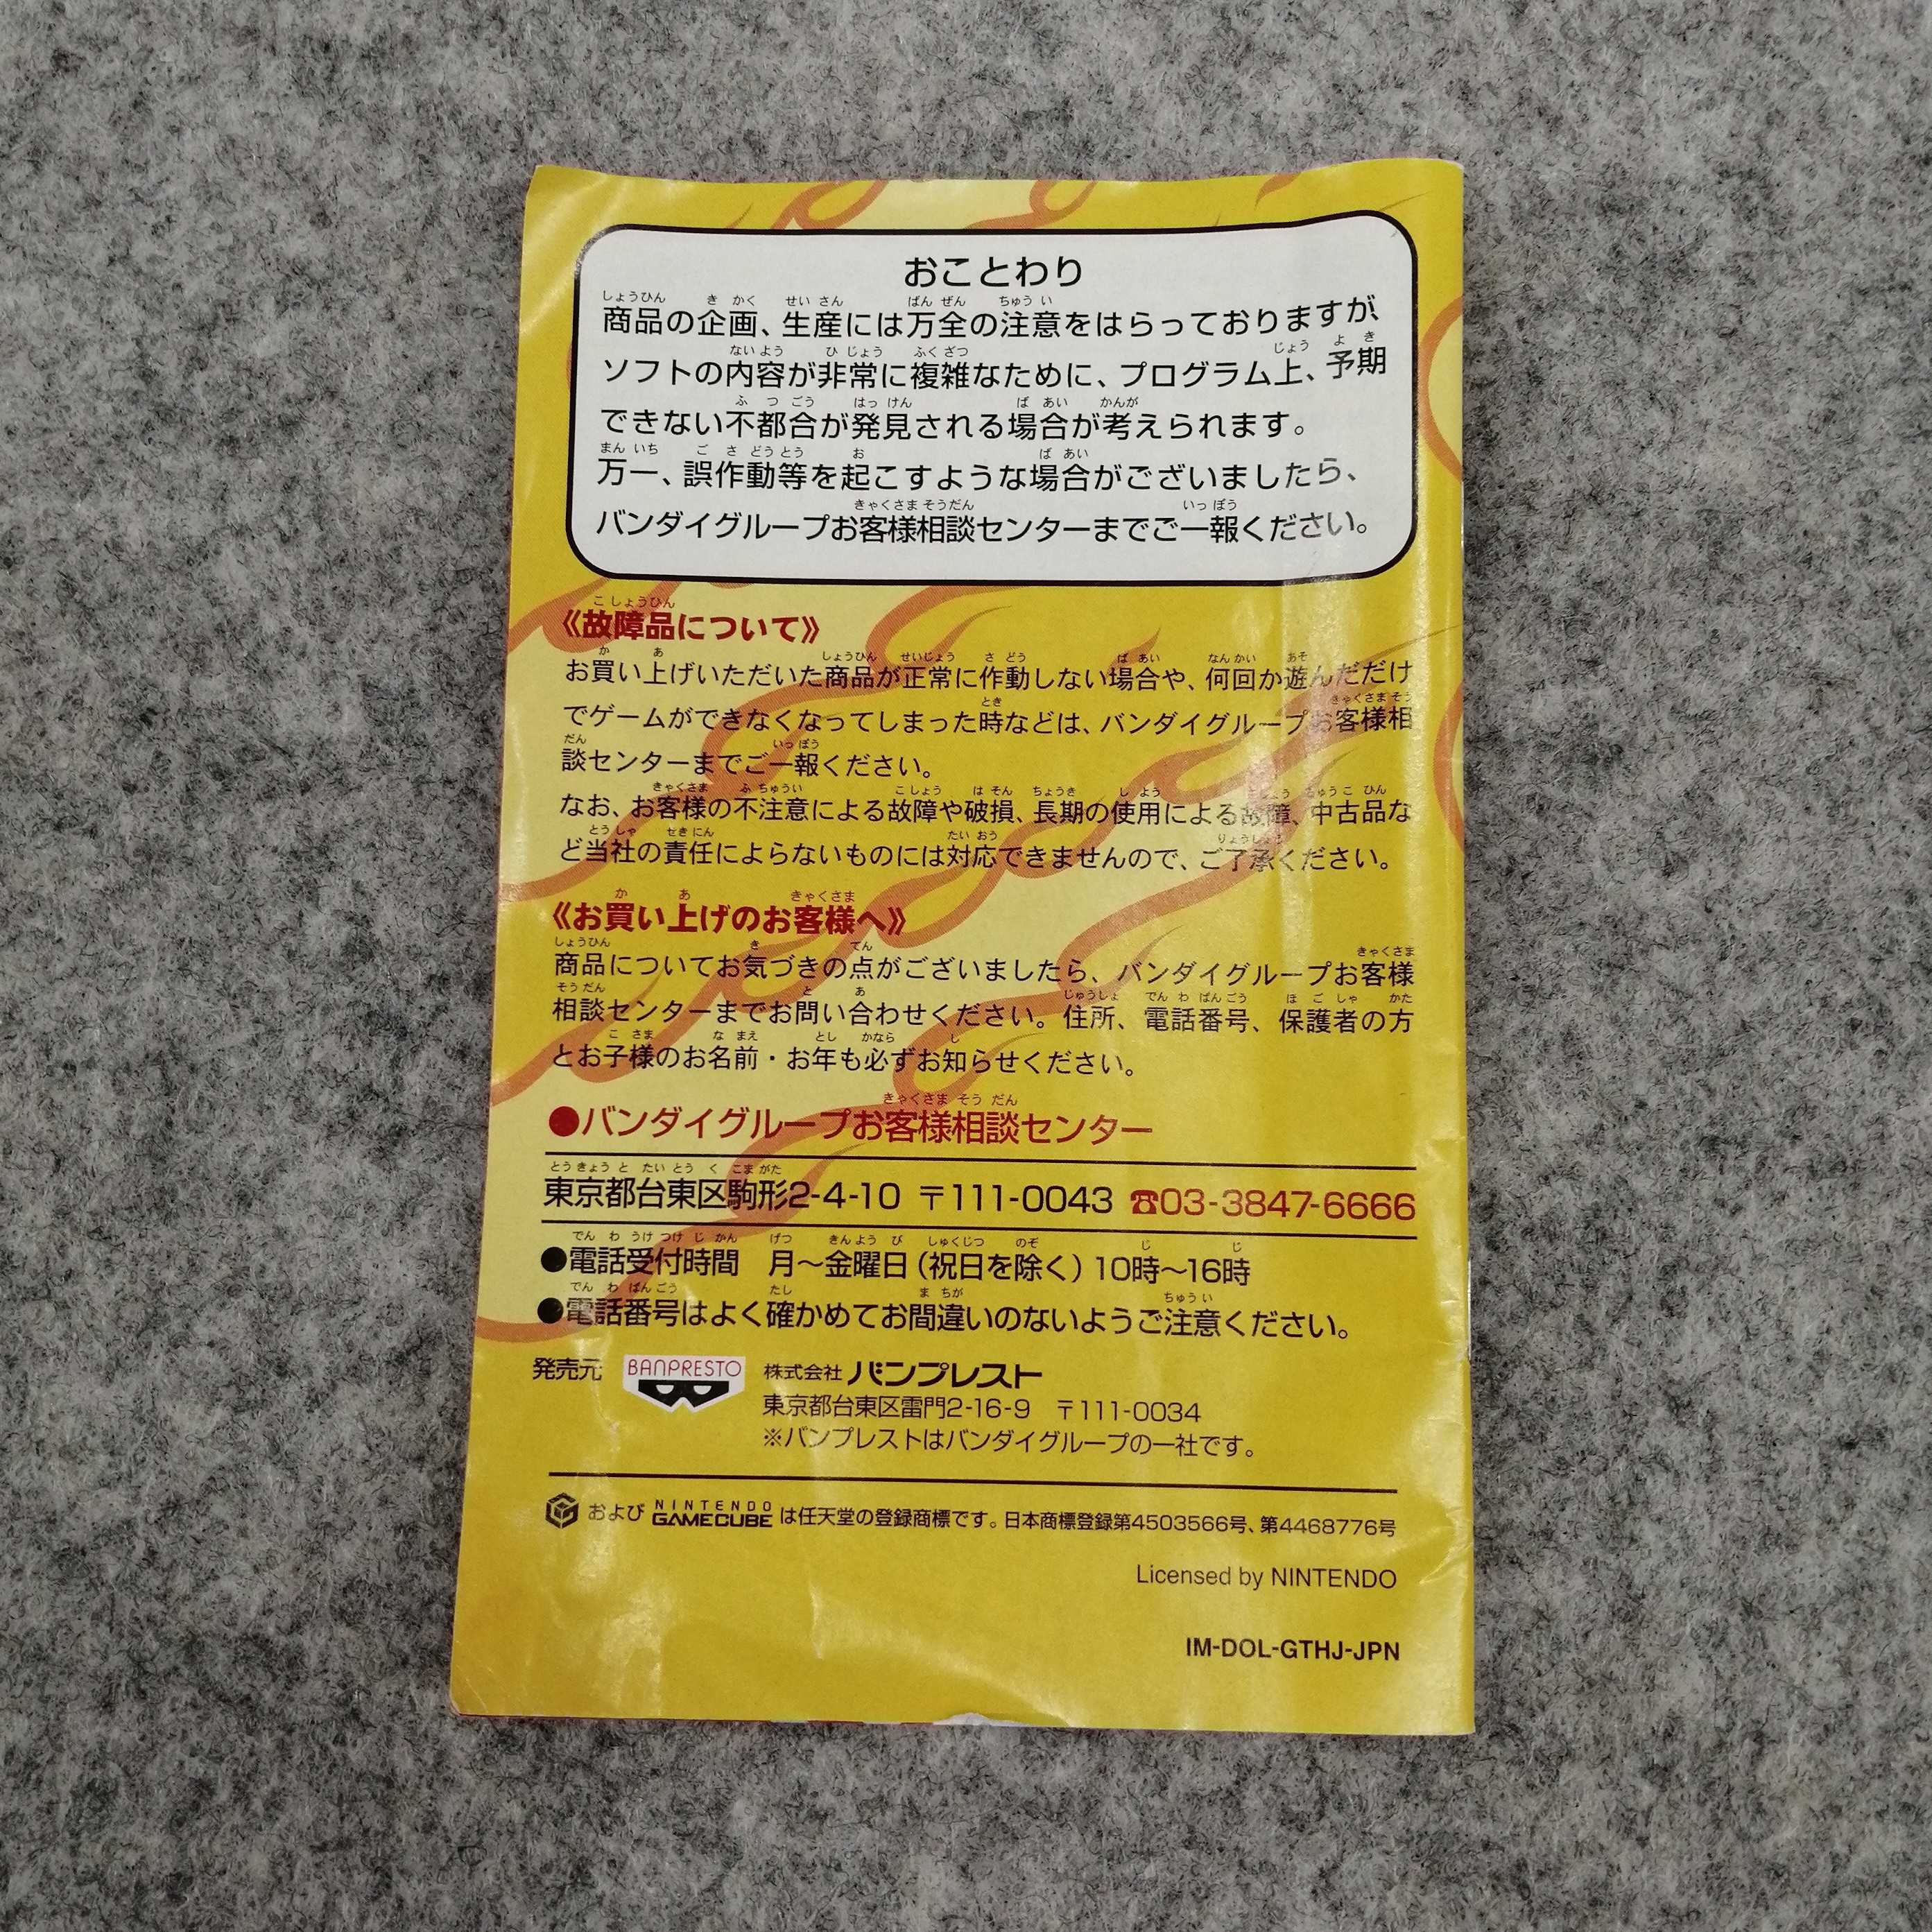 おことわり
商品の企画、生産には万全の注意をはらっておりますが
ソフトの内容が非常に複雑なために、プログラム上、予期
できない不都合が発見される場合が考えられます。
万一、誤作動等を起こすような場合がございましたら、
バンダイグループお客様相談センターまでご一報ください。
《故障品について》
お買い上げいただいた商品が正常に作動しない場合や、何回か遊んだだけ
でゲームができなくなってしまった時などは、バンダイグループお客様相
談センターまでご一報ください。
なお、お客様の不注意による故障や破損、長期の使用による故障、中古品な
ど当社の責任によらないものには対応できませんので、ご了承ください。
《お買い上げのお客様へ》
商品についてお気づきの点がございましたら、バンダイグループお客様
相談センターまでお問い合わせください。住所、電話番号、保護者の方
とお子様のお名前・お年も必ずお知らせください。
●バンダイグループお客様相談センター
東京都台東区駒形2-4-10 〒111-0043 ☎03-3847-6666
●電話受付時間 月～金曜日(祝日を除く)10時～16時
●電話番号はよく確かめてお間違いのないようご注意ください。
発売元 BANPRESTO 株式会社バンプレスト
東京都台東区雷門2-16-9 〒111-0034
※バンプレストはバンダイグループの一社です。
および NINTENDO GAMECUBE は任天堂の登録商標です。日本商標登録第4503566号、第4468776号
Licensed by NINTENDO
IM-DOL-GTHJ-JPN